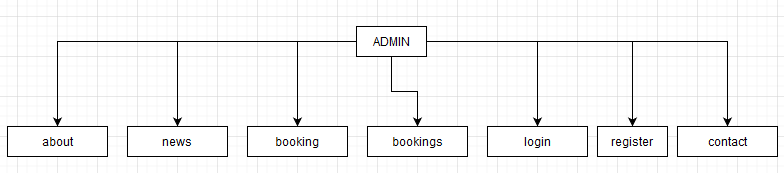 ADMIN
about
news
booking
bookings
login
register
contact